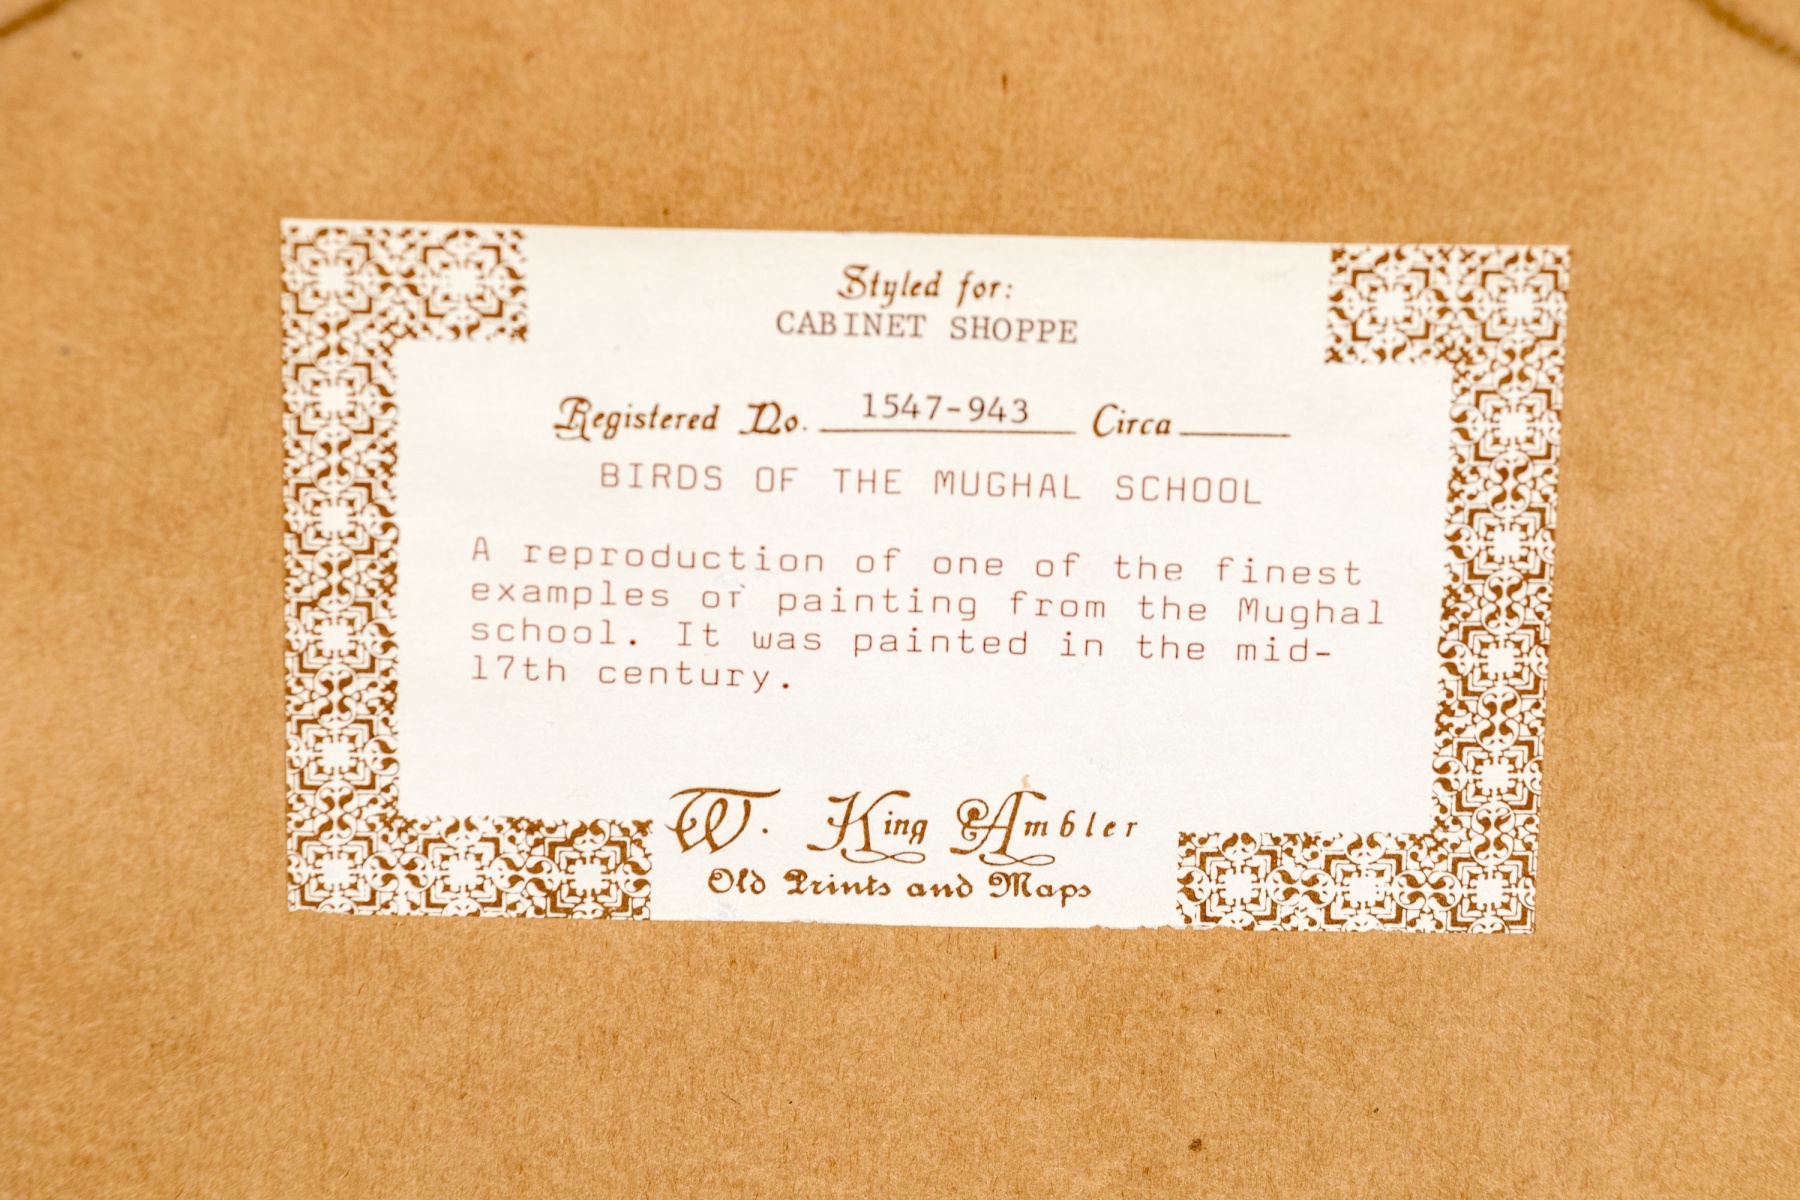 Styled for:
CABINET SHOPPE
Registered No. 1547-943 Circa
BIRDS OF THE MUGHAL SCHOOL
A reproduction of one of the finest
examples of painting from the Mughal
school. It was painted in the mid-
17th century.
W. King Ambler
Old Prints and Maps